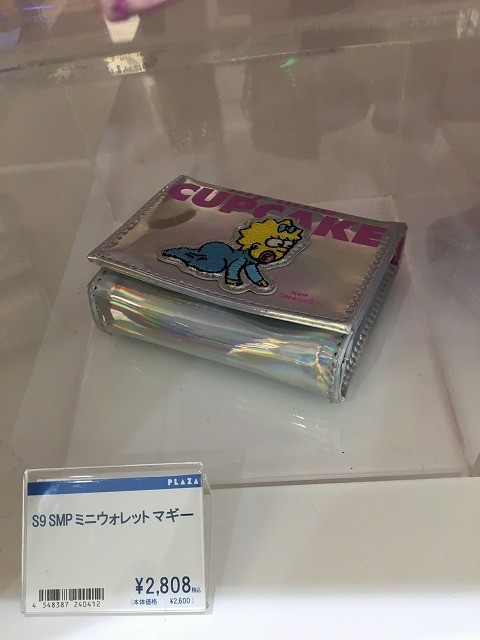 CUPCAKE
PLAZA
S9 SMP ミニウォレット マギー
¥2,808税込
(本体価格 ¥2,600)
4 548387 240412